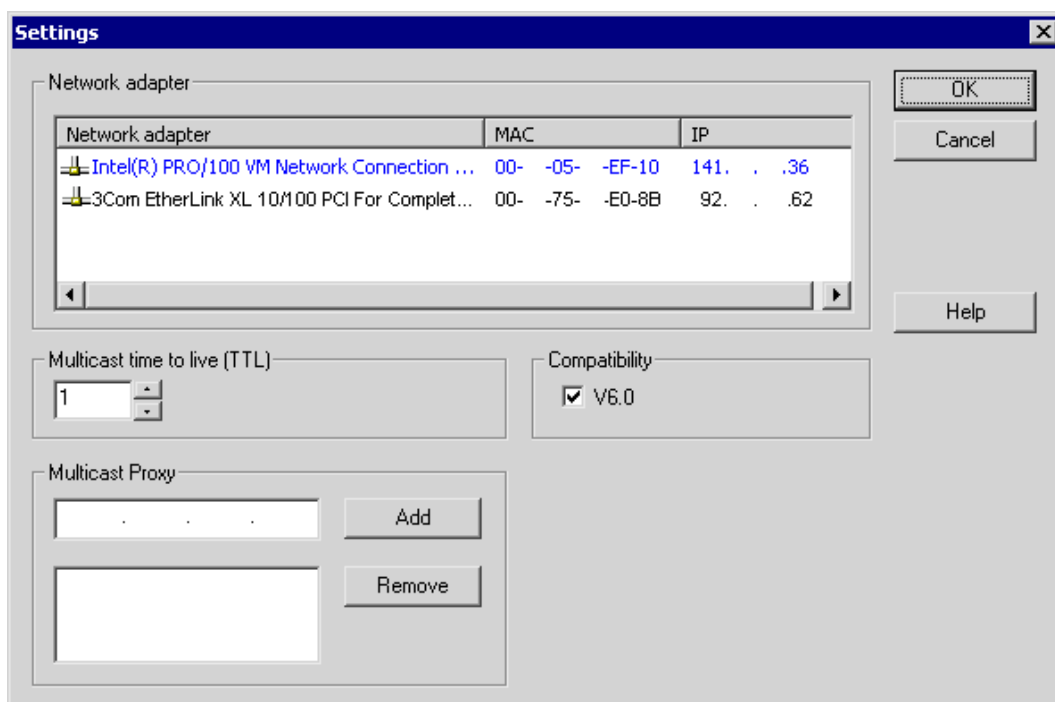 Settings
Network adapter
Network adapter MAC IP
Intel(R) PRO/100 VM Network Connection ... 00- -05- -EF-10 141. . .36
3Com EtherLink XL 10/100 PCI For Complet... 00- -75- -E0-8B 92. . .62
OK
Cancel
Help
Multicast time to live (TTL)
1
Compatibility
V6.0
Multicast Proxy
. . .
Add
Remove